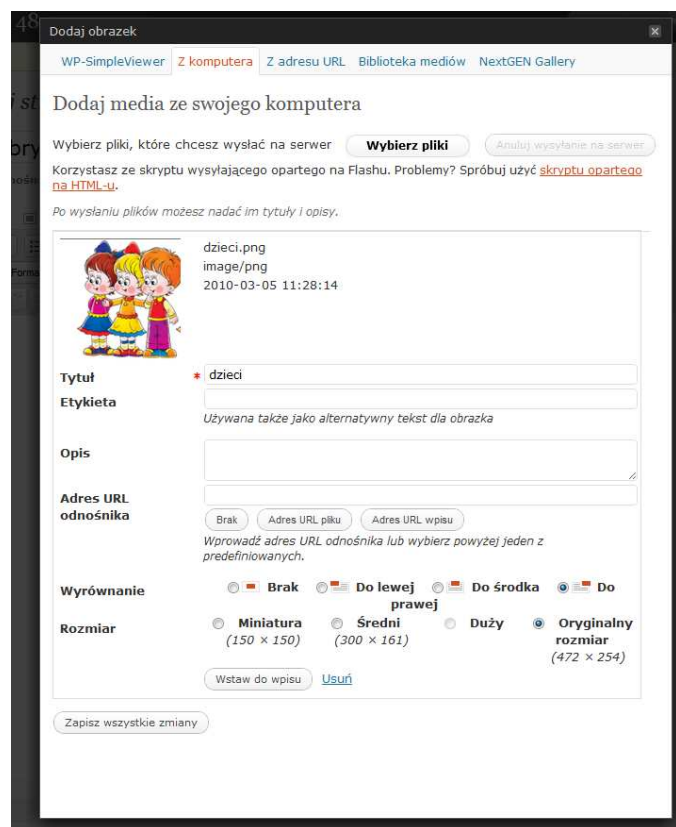 48
Dodaj obrazek
WP-SimpleViewer Z komputera Z adresu URL Biblioteka mediów NextGEN Gallery
Dodaj media ze swojego komputera
Wybierz pliki, które chcesz wysłać na serwer Wybierz pliki Anuluj wysyłanie na serwer
Korzystasz ze skryptu wysyłającego opartego na Flashu. Problemy? Spróbuj użyć skryptu opartego
na HTML-u.
Po wysłaniu plików możesz nadać im tytuły i opisy.
dzieci.png
image/png
2010-03-05 11:28:14
Tytuł * dzieci
Etykieta
Używana także jako alternatywny tekst dla obrazka
Opis
Adres URL
odnośnika
Brak Adres URL pliku Adres URL wpisu
Wprowadź adres URL odnośnika lub wybierz powyżej jeden z
predefiniowanych.
Wyrównanie Brak Do lewej Do środka Do
prawej
Rozmiar Miniatura Średni Duży Oryginalny
(150 × 150) (300 × 161) rozmiar
(472 × 254)
Wstaw do wpisu Usuń
Zapisz wszystkie zmiany